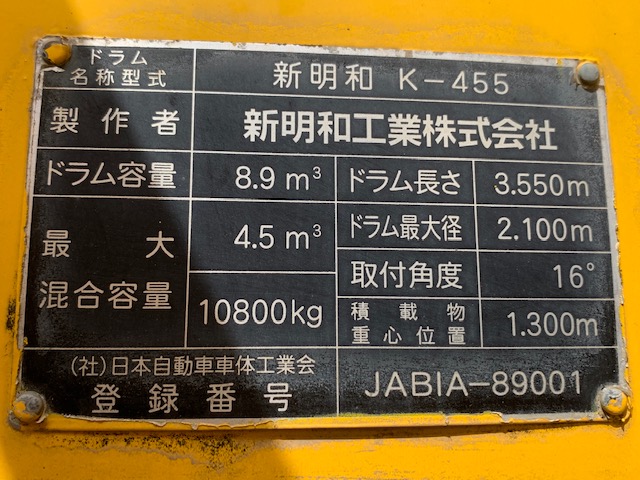 ドラム
名称型式
新明和 K-455
製作者
新明和工業株式会社
ドラム容量
8.9 m³
ドラム長さ
3.550m
最大
混合容量
4.5 m³
10800kg
ドラム最大径
2.100m
取付角度
16°
積載物
重心位置
1.300m
(社)日本自動車車体工業会
登録番号
JABIA-89001